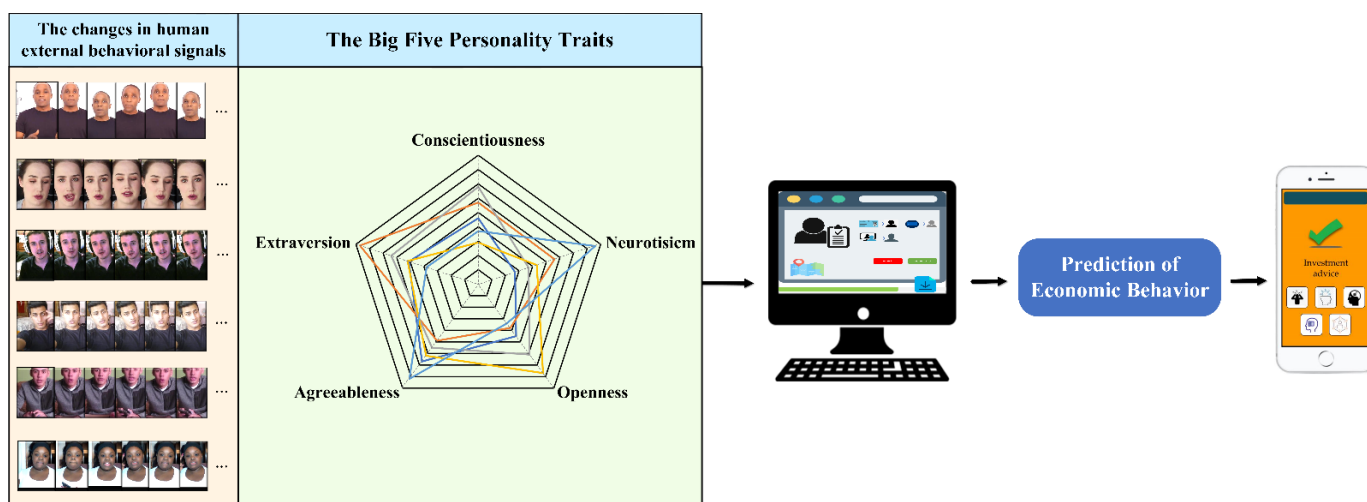 The changes in human
external behavioral signals
The Big Five Personality Traits
...
...
...
...
...
...
Conscientiousness
Extraversion
Neurotisicm
Agreeableness
Openness
Prediction of
Economic Behavior
Investment
advice